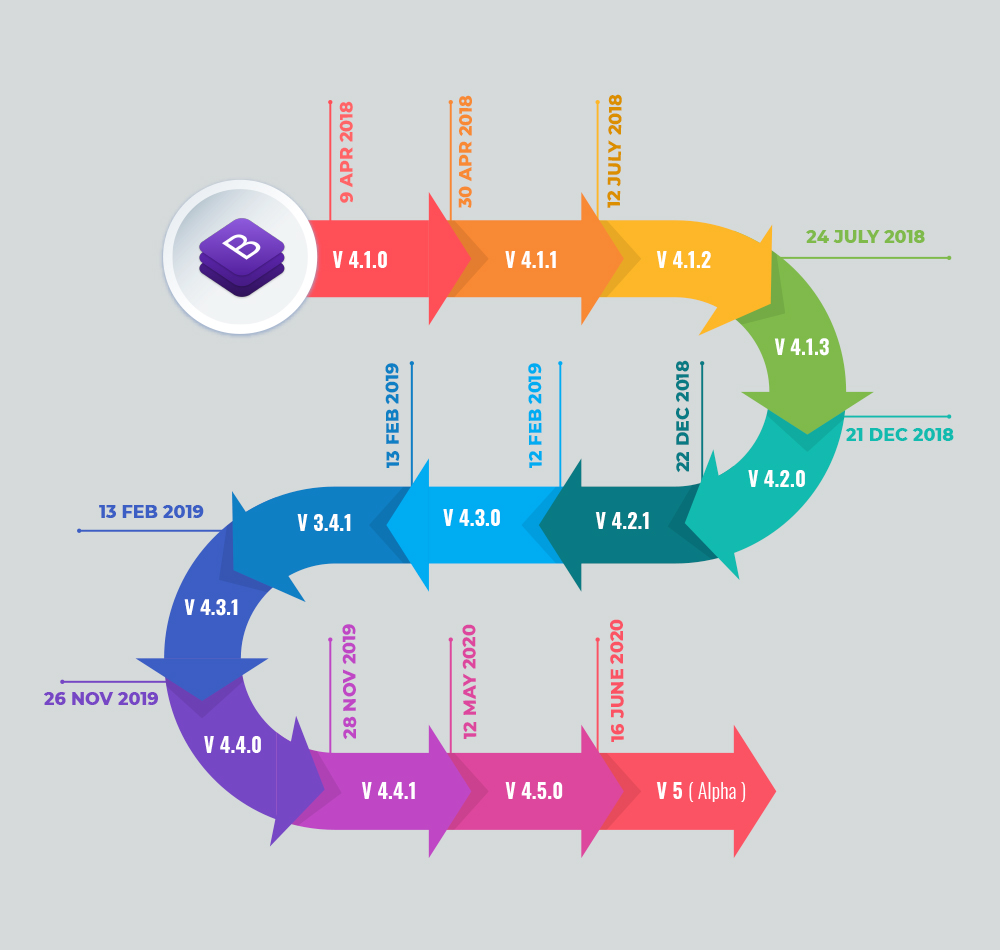 9 APR 2018
V 4.1.0
30 APR 2018
V 4.1.1
12 JULY 2018
V 4.1.2
24 JULY 2018
V 4.1.3
21 DEC 2018
V 4.2.0
22 DEC 2018
V 4.2.1
12 FEB 2019
V 4.3.0
13 FEB 2019
V 3.4.1
13 FEB 2019
V 4.3.1
26 NOV 2019
V 4.4.0
28 NOV 2019
V 4.4.1
12 MAY 2020
V 4.5.0
16 JUNE 2020
V 5 ( Alpha )
B